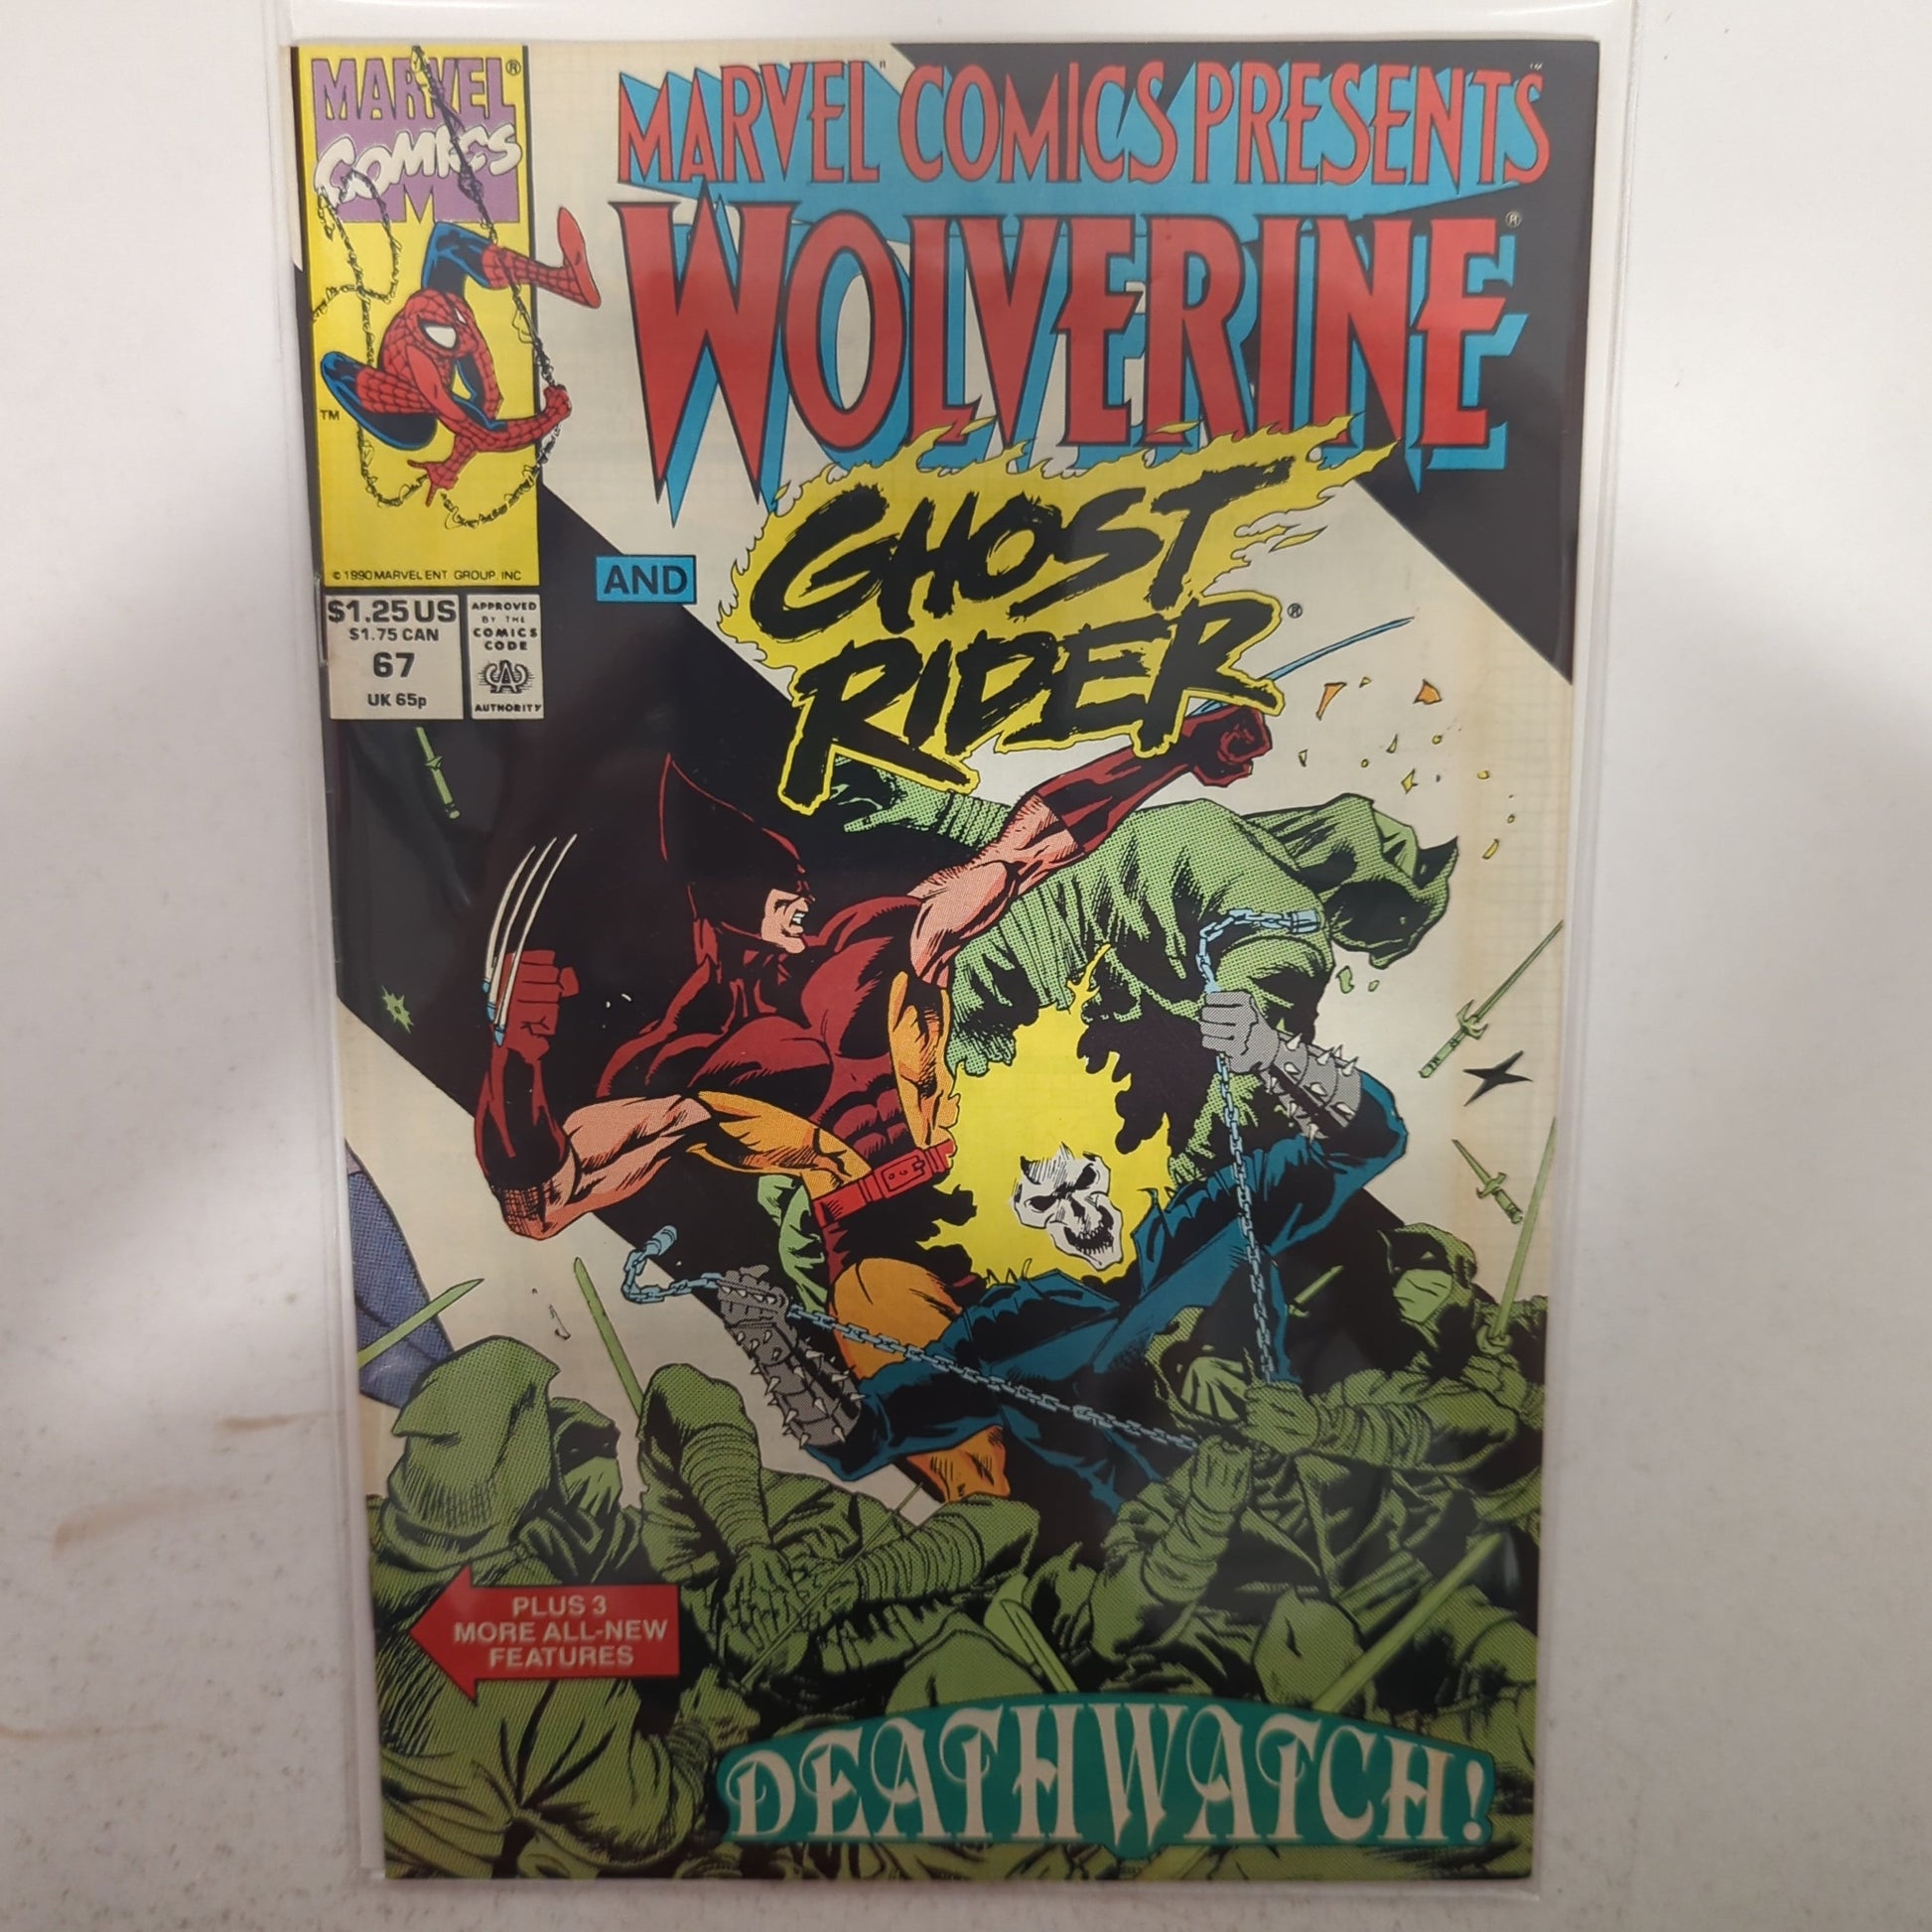 MARVEL®
COMICS
M
TM
© 1990 MARVEL ENT. GROUP, INC
$1.25 US
$1.75 CAN
67
UK 65p
APPROVED
BY THE
COMICS
CODE
A
AUTHORITY
MARVEL COMICS PRESENTS™
WOLVERINE®
AND
GHOST
RIDER®
PLUS 3
MORE ALL-NEW
FEATURES
DEATHWATCH!